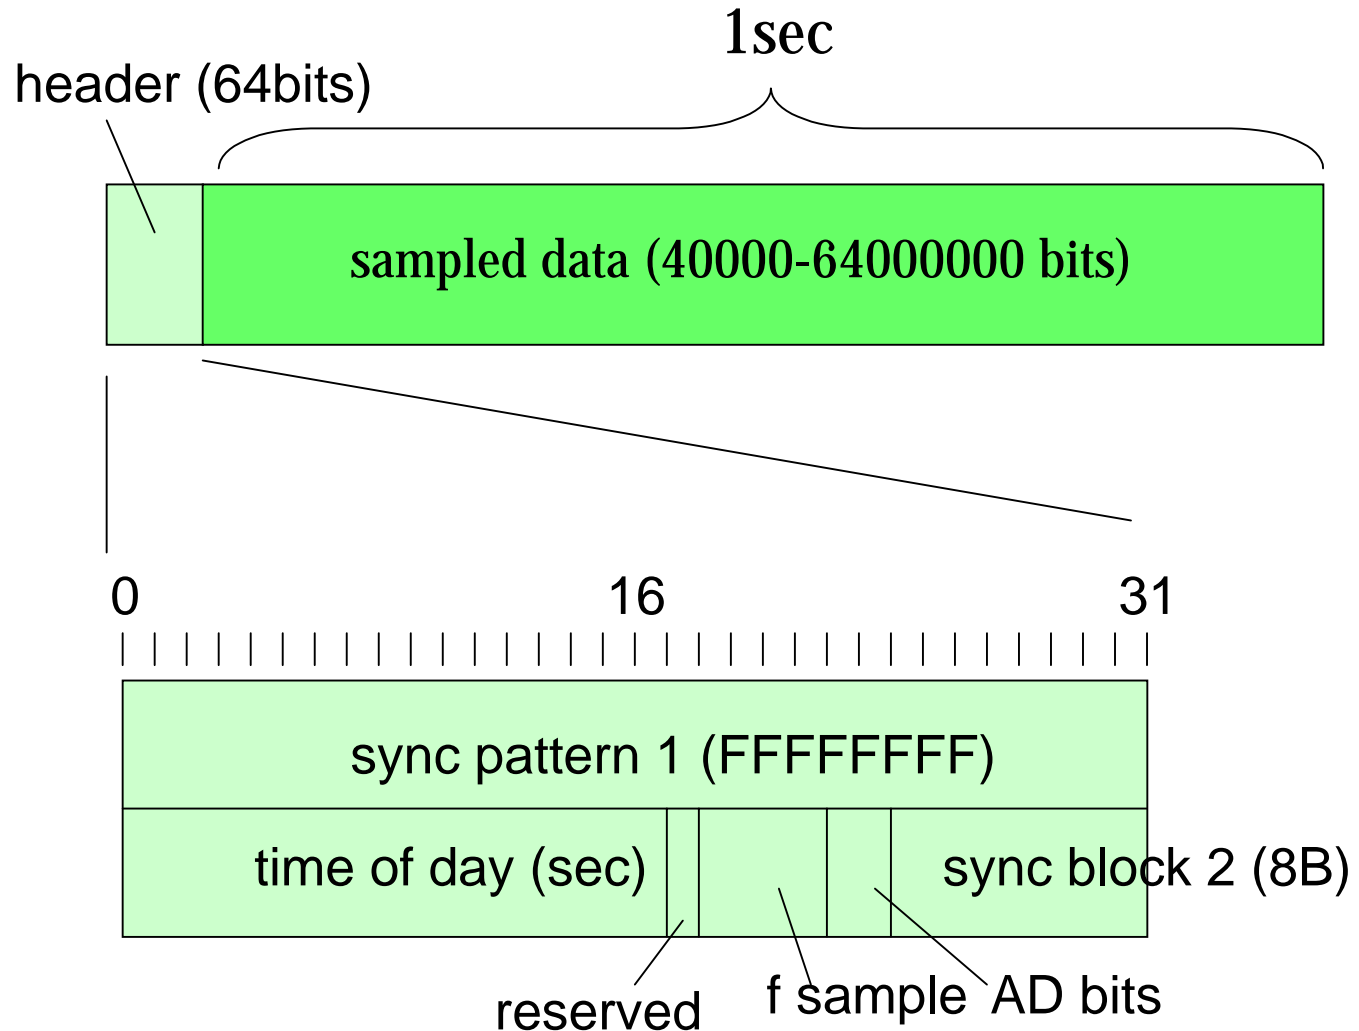 1sec
header (64bits)
sampled data (40000-64000000 bits)
0 16 31
sync pattern 1 (FFFFFFFF)
time of day (sec) sync block 2 (8B)
reserved f sample AD bits